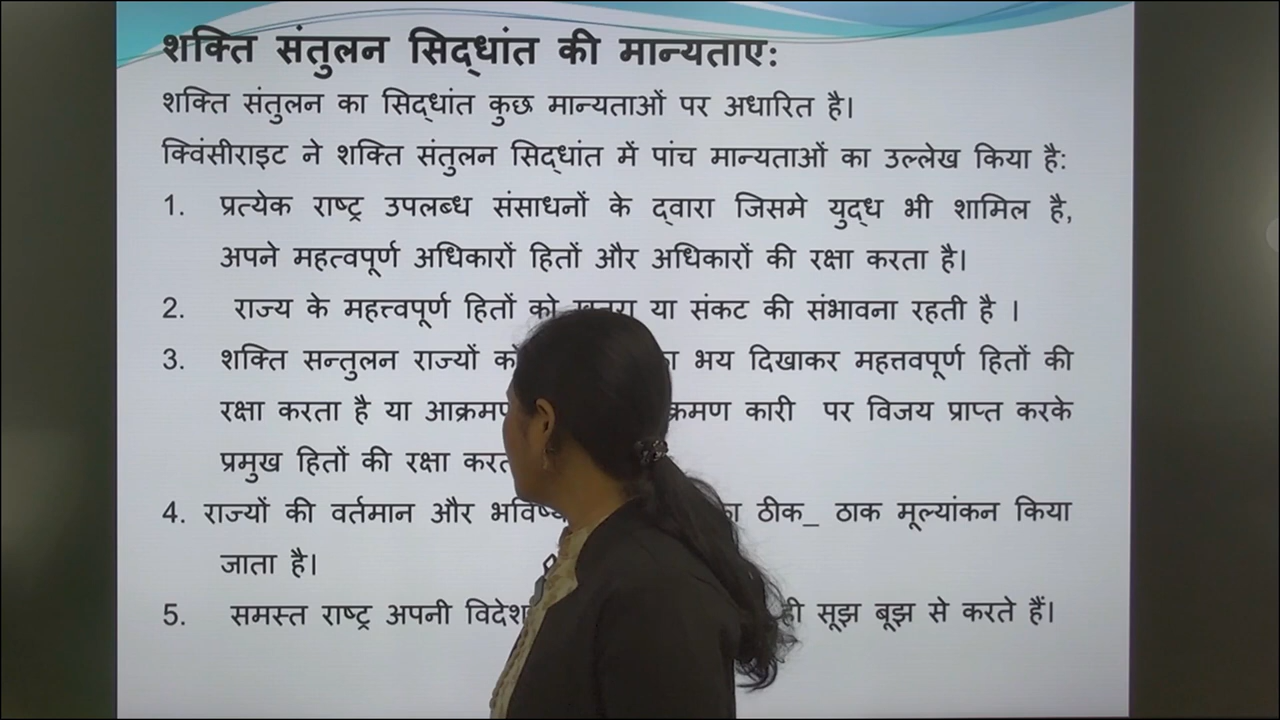 शक्ति संतुलन सिद्धांत की मान्यताएः
शक्ति संतुलन का सिद्धांत कुछ मान्यताओं पर अधारित है।
क्विंसीराइट ने शक्ति संतुलन सिद्धांत में पांच मान्यताओं का उल्लेख किया है:
1. प्रत्येक राष्ट्र उपलब्ध संसाधनों के द्वारा जिसमे युद्ध भी शामिल है,
अपने महत्वपूर्ण अधिकारों हितों और अधिकारों की रक्षा करता है।
2. राज्य के महत्त्वपूर्ण हितों को या संकट की संभावना रहती है ।
3. शक्ति सन्तुलन राज्यों भय दिखाकर महत्तवपूर्ण हितों की
रक्षा करता है या कारी पर विजय प्राप्त करके
प्रमुख हितों की रक्षा
4. राज्यों की वर्तमान और ठीक_ ठाक मूल्यांकन किया
जाता है।
5. समस्त राष्ट्र अपनी ही सूझ बूझ से करते हैं।